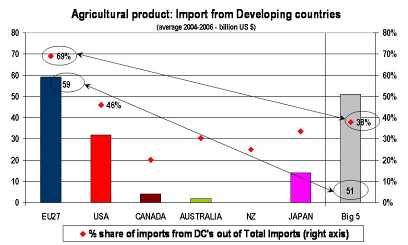 Agricultural product: Import from Developing countries
(average 2004-2006 - billion US $)
80 80%
70 69% 70%
60 59 60%
50 46% 50%
40 38% 40%
30 30%
20 20%
10 51 10%
0 0%
EU27 USA CANADA AUSTRALIA NZ JAPAN Big 5
% share of imports from DC's out of Total Imports (right axis)